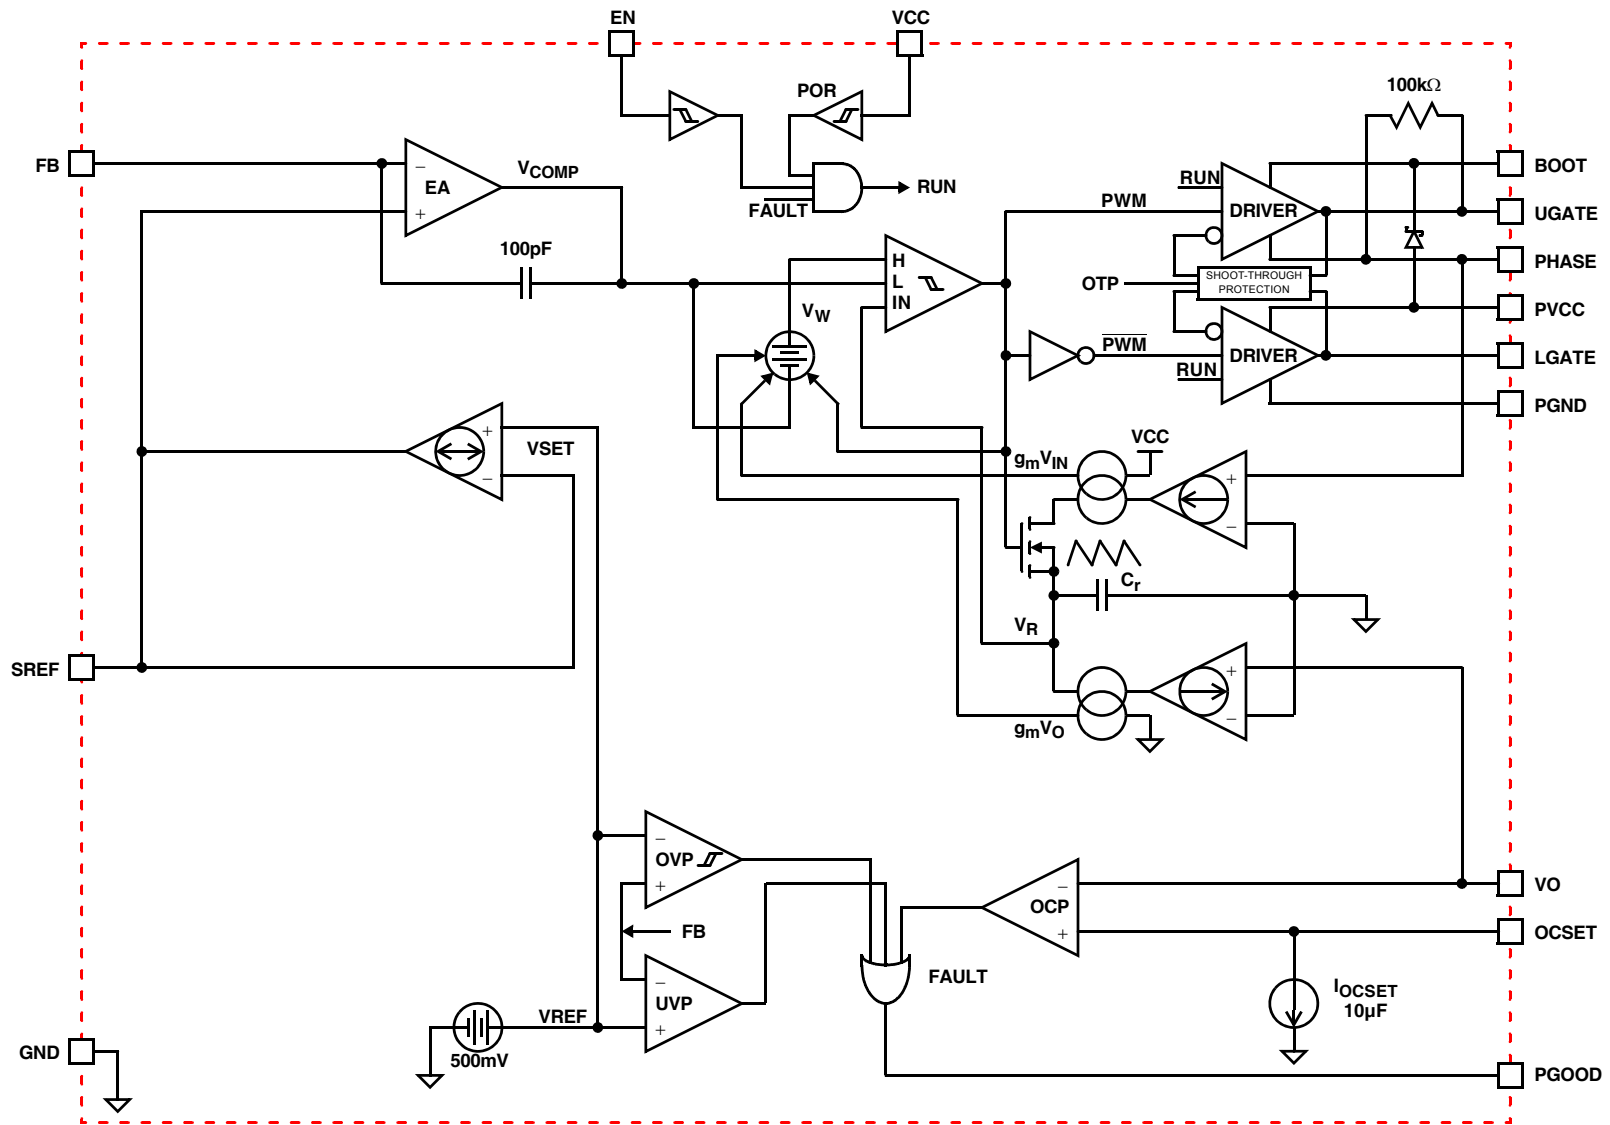 EN
VCC
POR
100kΩ
FB
−
EA
+
VCOMP
RUN
FAULT
100pF
RUN
PWM
DRIVER
BOOT
UGATE
PHASE
PVCC
LGATE
PGND
H
L
IN
OTP
SHOOT-THROUGH
PROTECTION
VW
PWM
DRIVER
RUN
+
VSET
−
gmVIN
VCC
+
−
Cr
VR
SREF
+
−
gmVO
−
OVP
+
FB
−
UVP
+
VREF
500mV
GND
FAULT
−
OCP
+
VO
OCSET
IOCSET
10µF
PGOOD